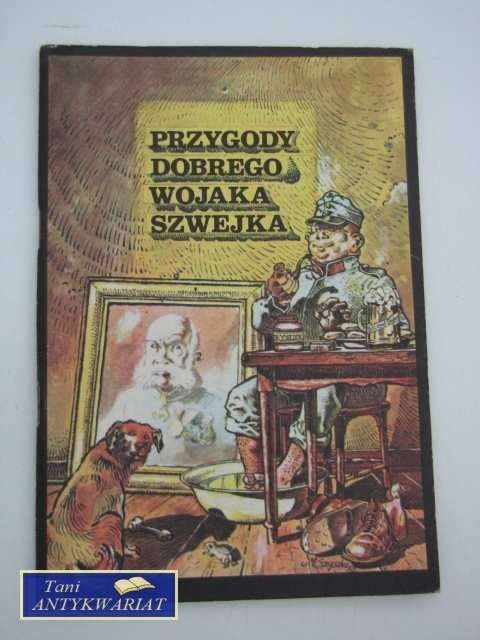 PRZYGODY
DOBREGO
WOJAKA
SZWEJKA
Tani
ANTYKWARIAT